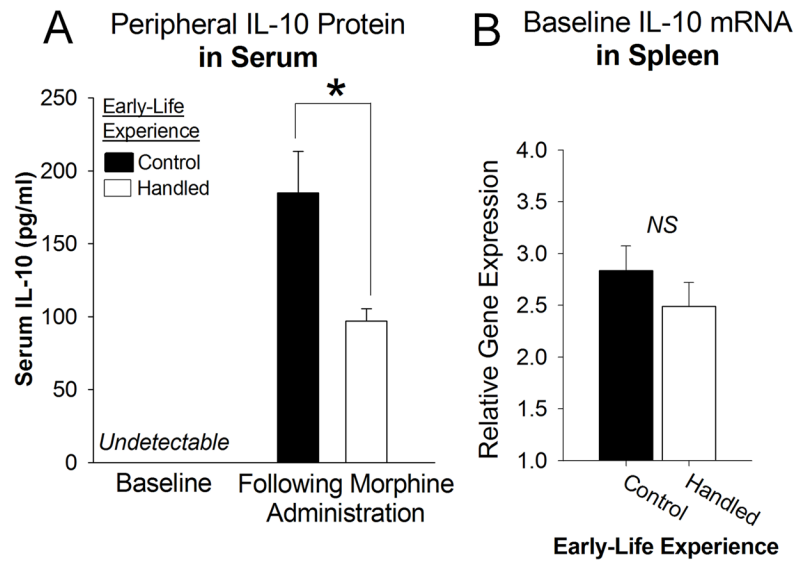 A
Peripheral IL-10 Protein
in Serum
Serum IL-10 (pg/ml)
250
200
150
100
50
0
Early-Life
Experience
Control
Handled
*
Undetectable
Baseline
Following Morphine
Administration
B
Baseline IL-10 mRNA
in Spleen
Relative Gene Expression
4.0
3.5
3.0
2.5
2.0
1.5
1.0
NS
Control
Handled
Early-Life Experience